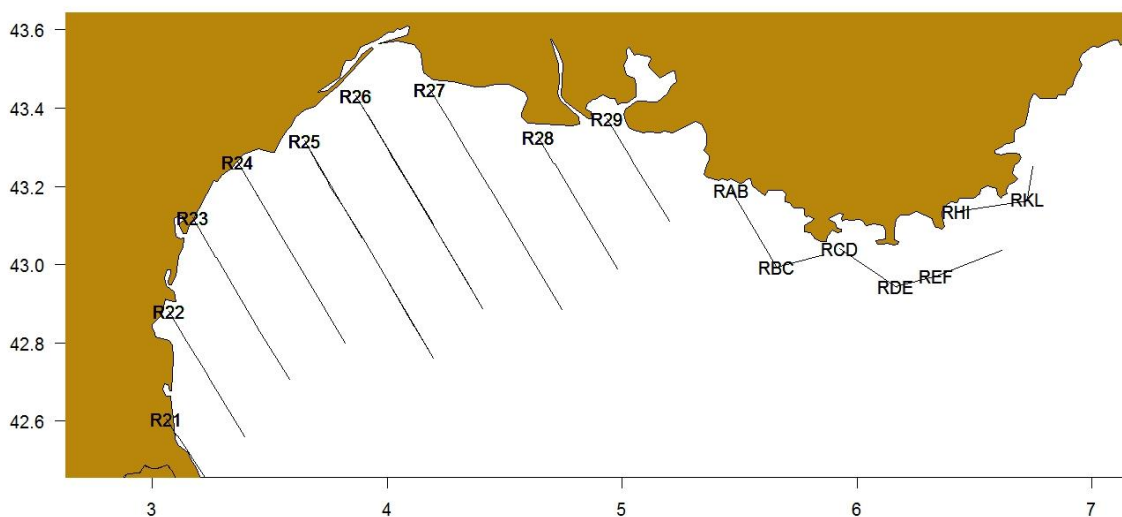 43.6
43.4
43.2
43.0
42.8
42.6
R21
R22
R23
R24
R25
R26
R27
R28
R29
RAB
RBC
RCD
RDE
REF
RHI
RKL
3 4 5 6 7